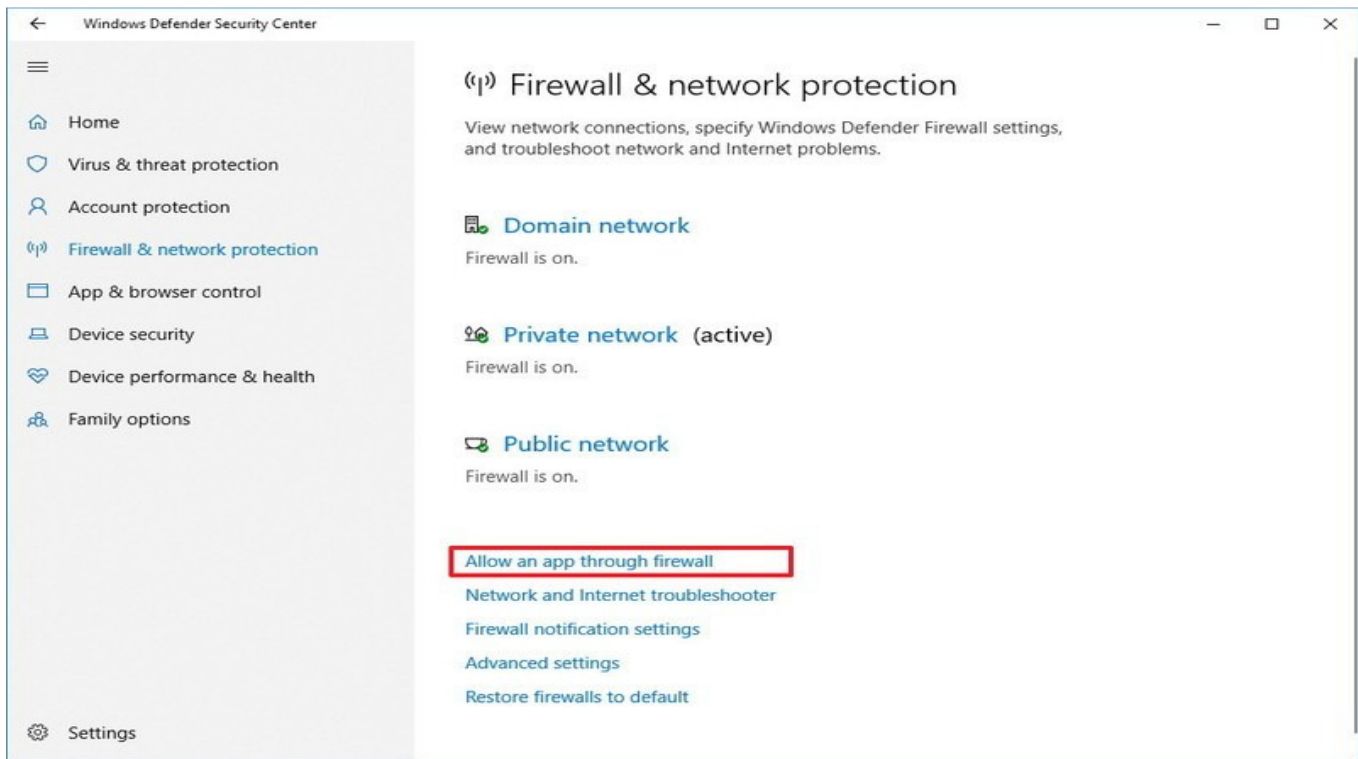 Windows Defender Security Center
Home
Virus & threat protection
Account protection
Firewall & network protection
App & browser control
Device security
Device performance & health
Family options
Settings
Firewall & network protection
View network connections, specify Windows Defender Firewall settings,
and troubleshoot network and Internet problems.
Domain network
Firewall is on.
Private network (active)
Firewall is on.
Public network
Firewall is on.
Allow an app through firewall
Network and Internet troubleshooter
Firewall notification settings
Advanced settings
Restore firewalls to default